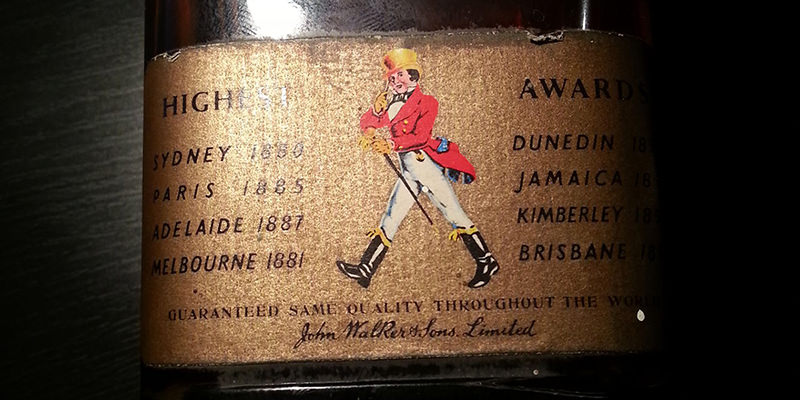 HIGHEST AWARDS
SYDNEY 1880 DUNEDIN
PARIS 1885 JAMAICA
ADELAIDE 1887 KIMBERLEY
MELBOURNE 1881 BRISBANE
GUARANTEED SAME QUALITY THROUGHOUT THE WORLD
John Walker & Sons. Limited